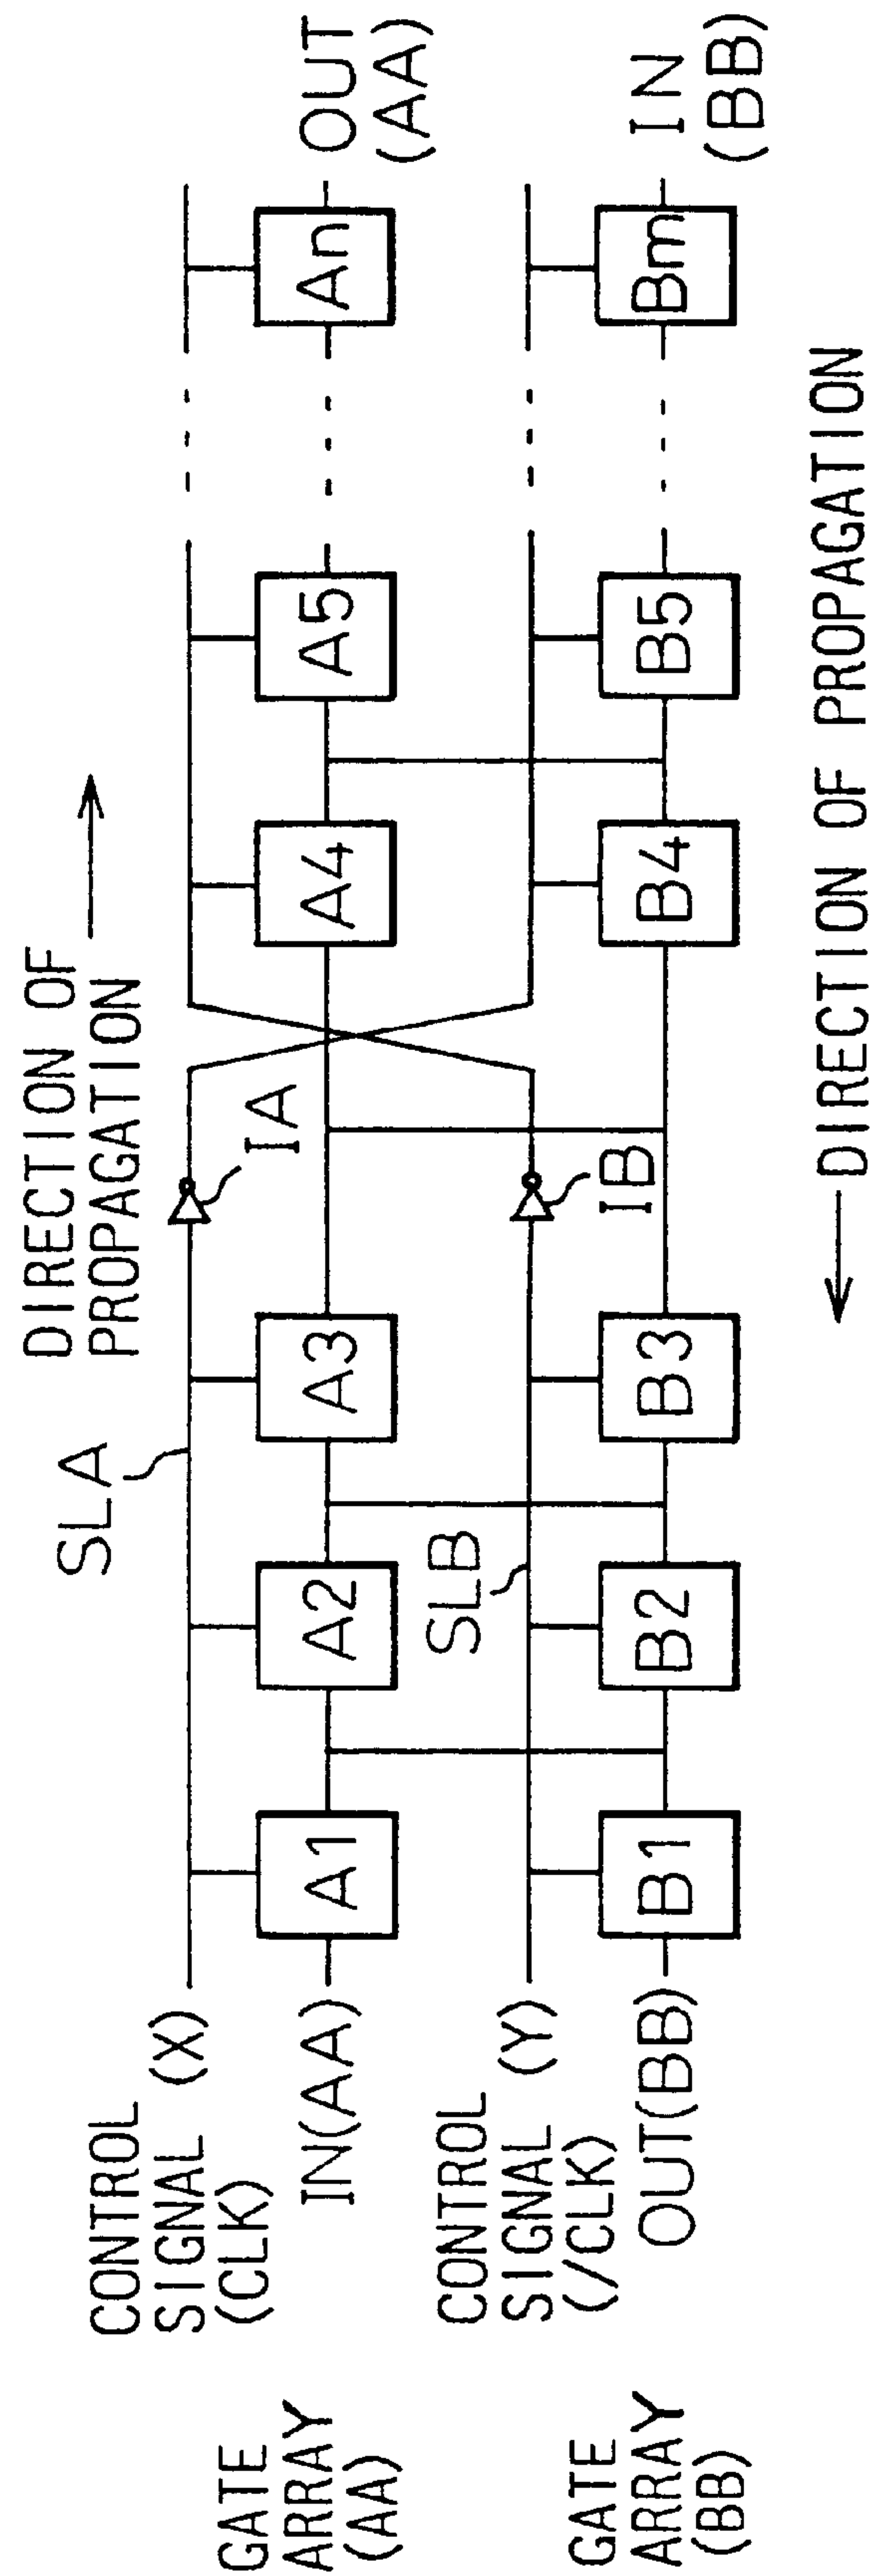 DIRECTION OF
PROPAGATION
SLA
IA
CONTROL
SIGNAL (X)
(CLK)
GATE
ARRAY
(AA)
IN(AA)
A1
A2
A3
A4
A5
An
OUT
(AA)
SLB
IB
CONTROL
SIGNAL (Y)
(/CLK)
GATE
ARRAY
(BB)
OUT(BB)
B1
B2
B3
B4
B5
Bm
IN
(BB)
DIRECTION OF PROPAGATION